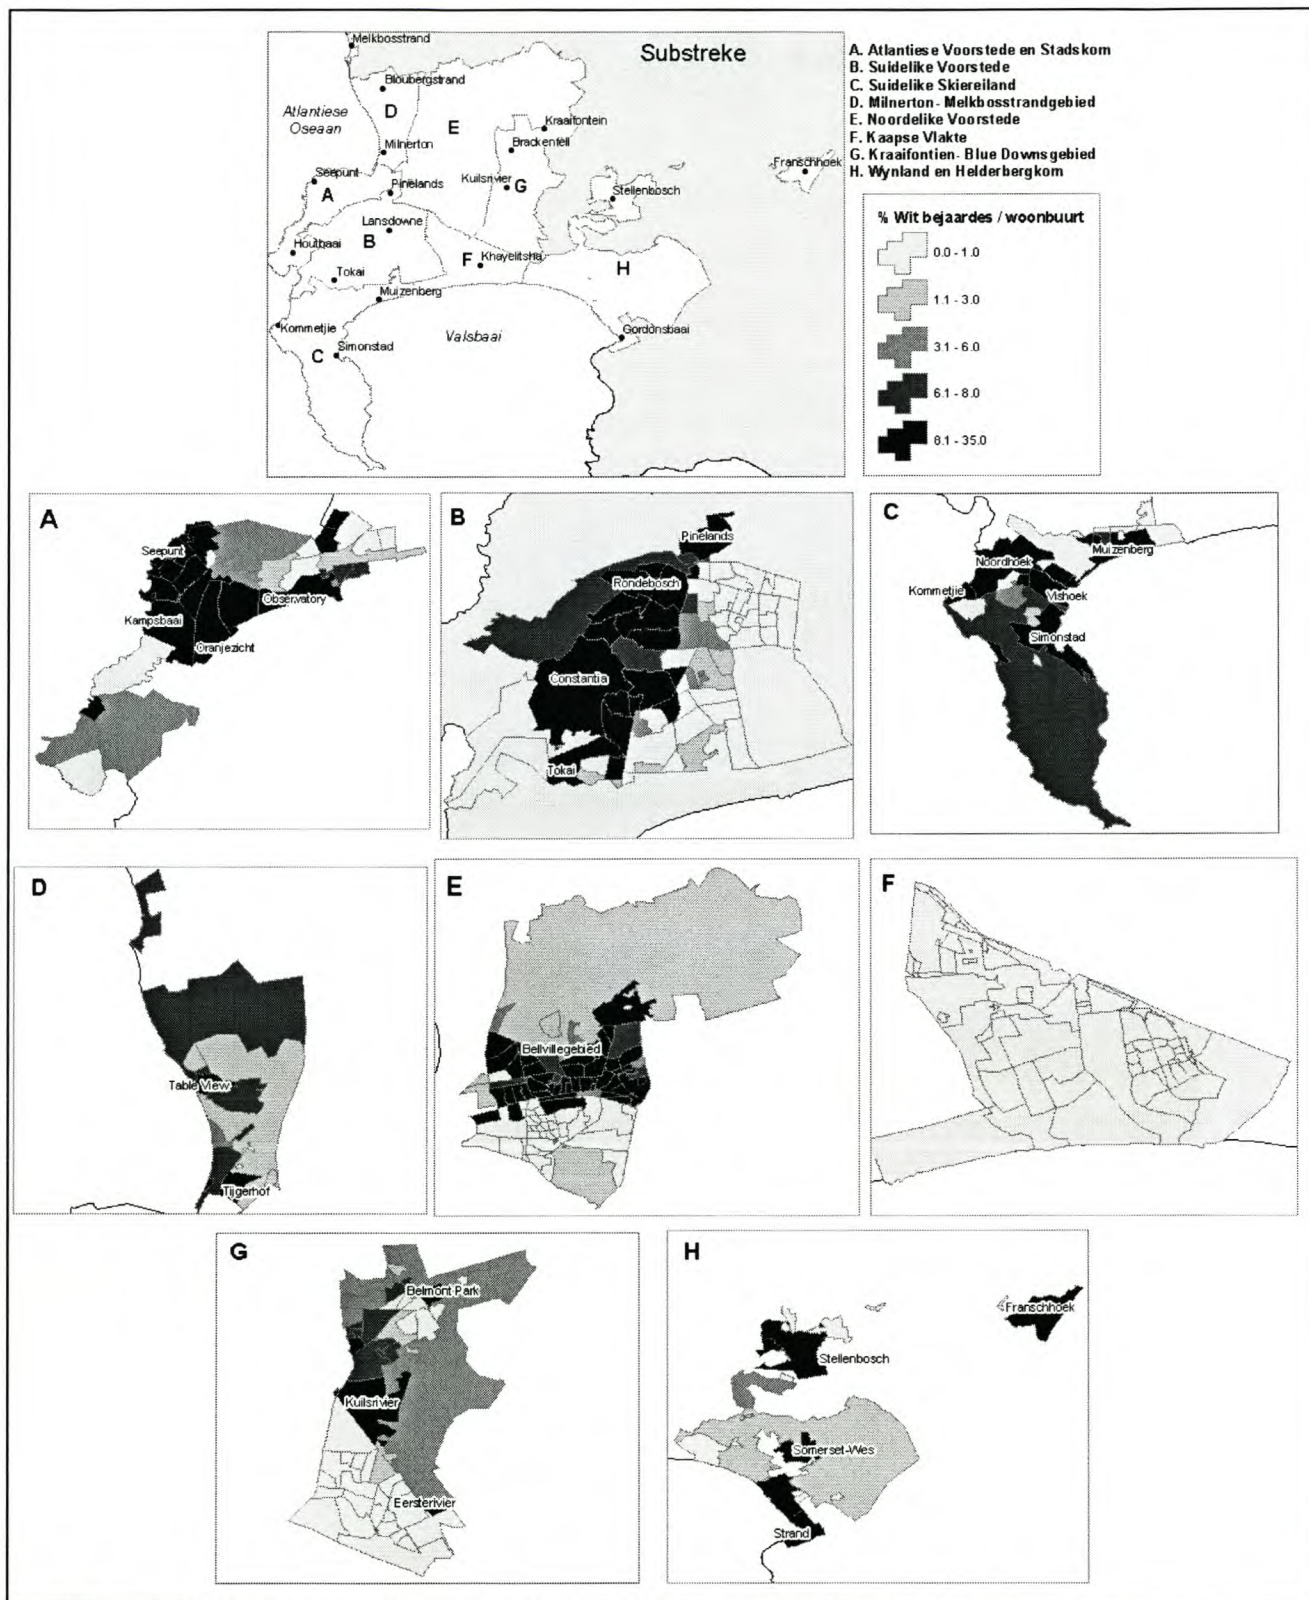 Substreke
Melkbosstrand
Bloubergstrand
Atlantiese
Oseaan
D
E
Kraaifontein
Brackenfell
Milnerton
Seepunt
Pinelands
Kuilsrivier
G
A
Lansdowne
Stellenbosch
Franschhoek
Houtbaai
B
F
Khayelitsha
H
Tokai
Muizenberg
Kommetjie
Valsbaai
Gordonsbaai
C
Simonstad
A. Atlantiese Voorstede en Stadskom
B. Suidelike Voorstede
C. Suidelike Skiereiland
D. Milnerton- Melkbosstrandgebied
E. Noordelike Voorstede
F. Kaapse Vlakte
G. Kraaifontien- Blue Downsgebied
H. Wynland en Helderbergkom
% Wit bejaardes / woonbuurt
0.0 - 1.0
1.1 - 3.0
3.1 - 6.0
6.1 - 8.0
8.1 - 35.0
A
Seepunt
Observatory
Kampsbaai
Oranjezicht
B
Pinelands
Rondebosch
Constantia
Tokai
C
Muizenberg
Noordhoek
Kommetjie
Vishoek
Simonstad
D
Table View
Tijgerhof
E
Bellvillegebied
F
G
Belmont Park
Kuilsrivier
Eersterivier
H
Franschhoek
Stellenbosch
Somerset-Wes
Strand